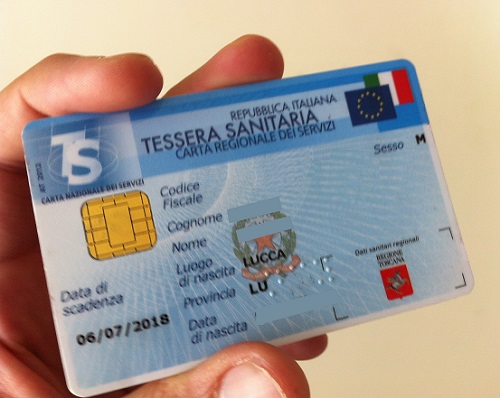 REPUBBLICA ITALIANA
TESSERA SANITARIA
CARTA REGIONALE DEI SERVIZI
TS
CARTA NAZIONALE DEI SERVIZI
Sesso M
Codice
Fiscale
Cognome
Nome
Luogo
di nascita LUCCA
Provincia LU
Data
di nascita
Data di
scadenza
06/07/2018
Dati sanitari regionali
REGIONE
TOSCANA